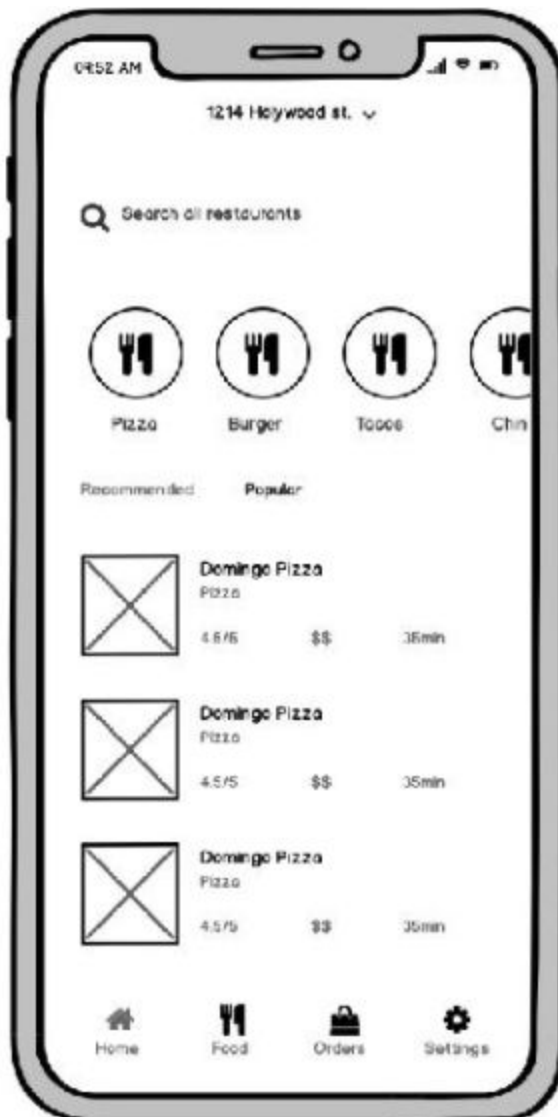 09:52 AM
1214 Holywood st.
Search all restaurants
Pizza Burger Tacos Chin
Recommended Popular
Domingo Pizza
Pizza
4.5/5 $$ 35min
Domingo Pizza
Pizza
4.5/5 $$ 35min
Domingo Pizza
Pizza
4.5/5 $$ 35min
Home Food Orders Settings